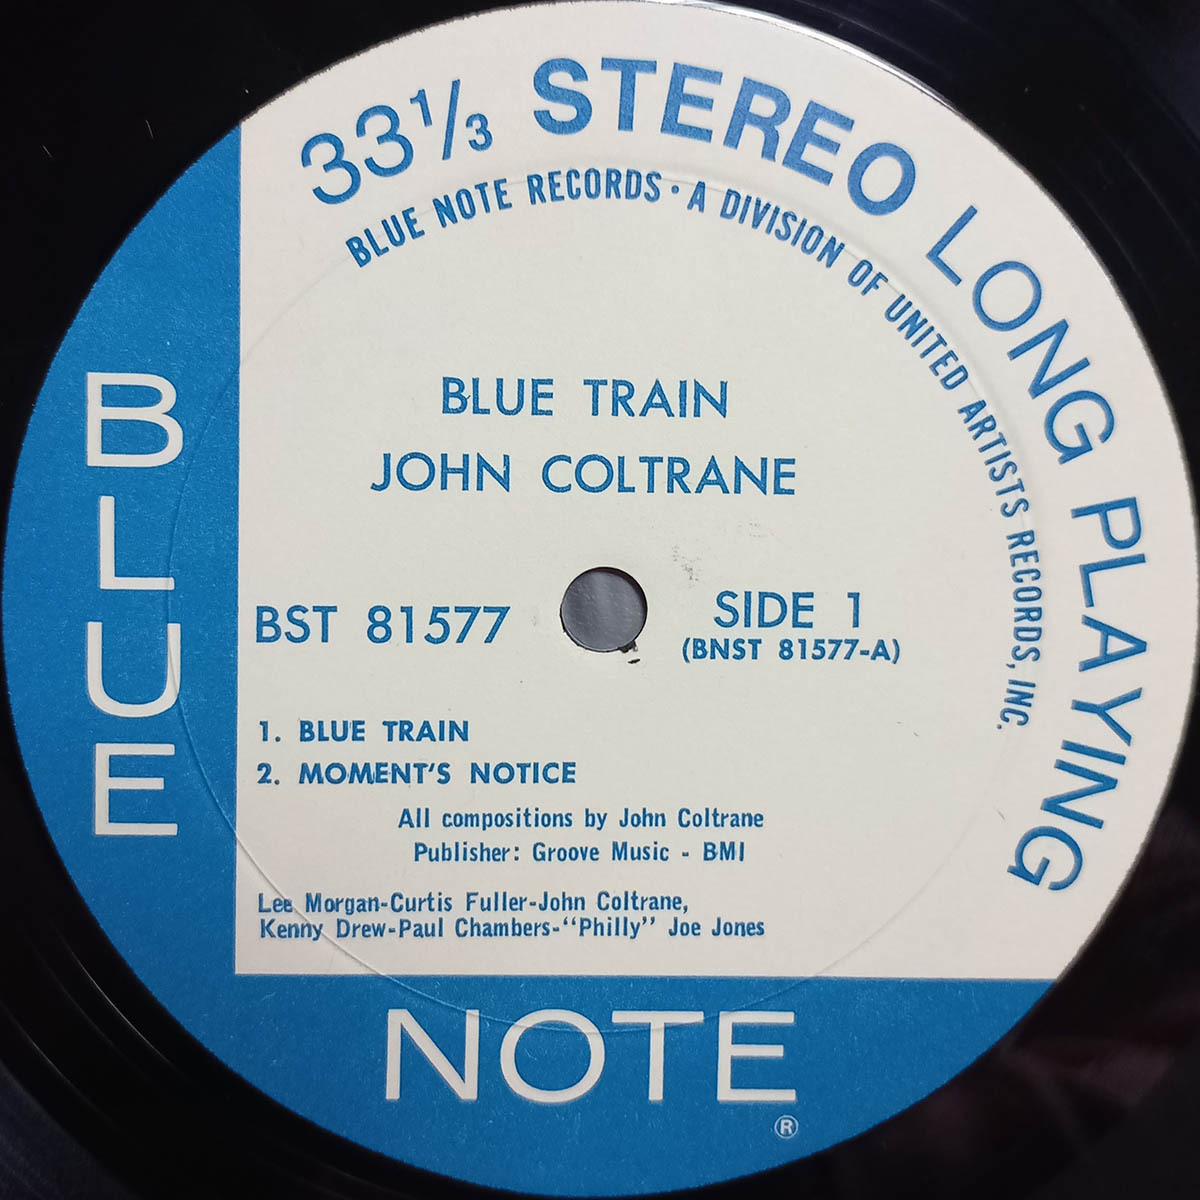 33 1/3 STEREO LONG PLAYING
BLUE NOTE RECORDS · A DIVISION OF UNITED ARTISTS RECORDS, INC.
BLUE TRAIN
JOHN COLTRANE
BST 81577
SIDE 1
(BNST 81577-A)
1. BLUE TRAIN
2. MOMENT'S NOTICE
All compositions by John Coltrane
Publisher: Groove Music - BMI
Lee Morgan-Curtis Fuller-John Coltrane,
Kenny Drew-Paul Chambers-"Philly" Joe Jones
BLUE
NOTE
®